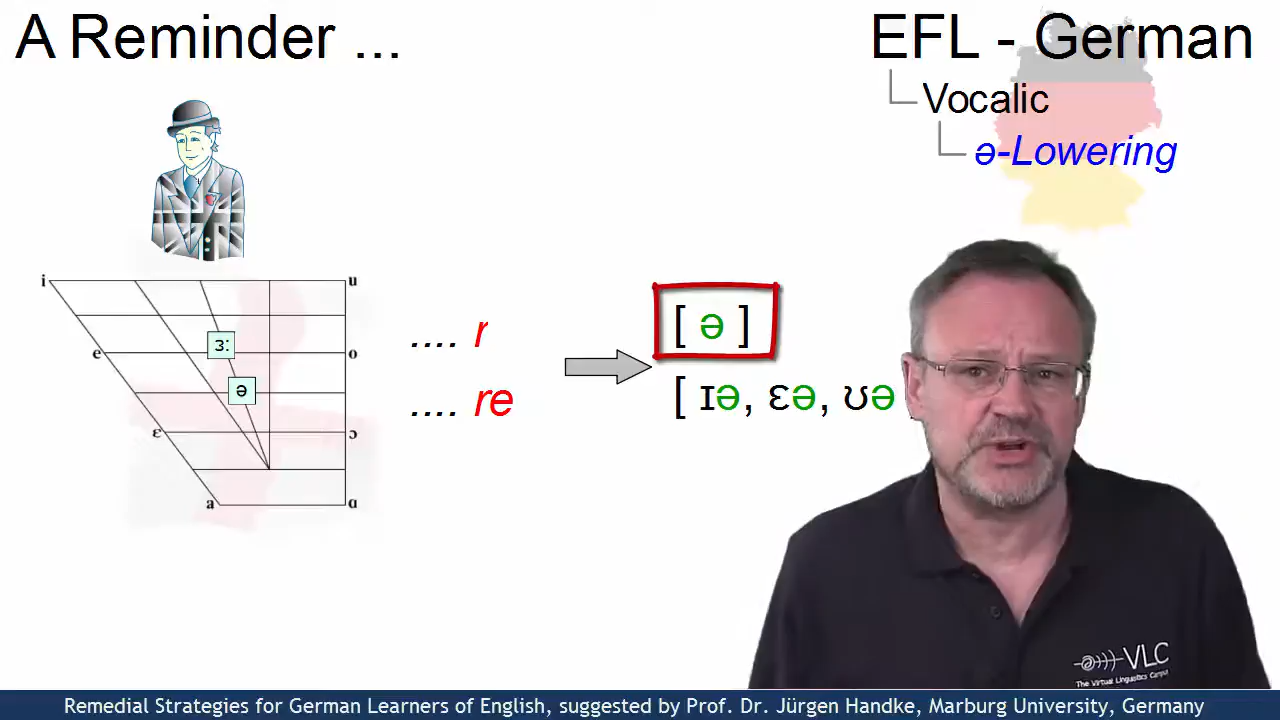 A Reminder ...
EFL - German
Vocalic
ə-Lowering
i
u
e
o
ɛ
ɔ
a
ɑ
ɜː
ə
.... r
.... re
[ ə ]
[ ɪə, ɛə, ʊə
VLC
The Virtual Linguistics Campus
Remedial Strategies for German Learners of English, suggested by Prof. Dr. Jürgen Handke, Marburg University, Germany